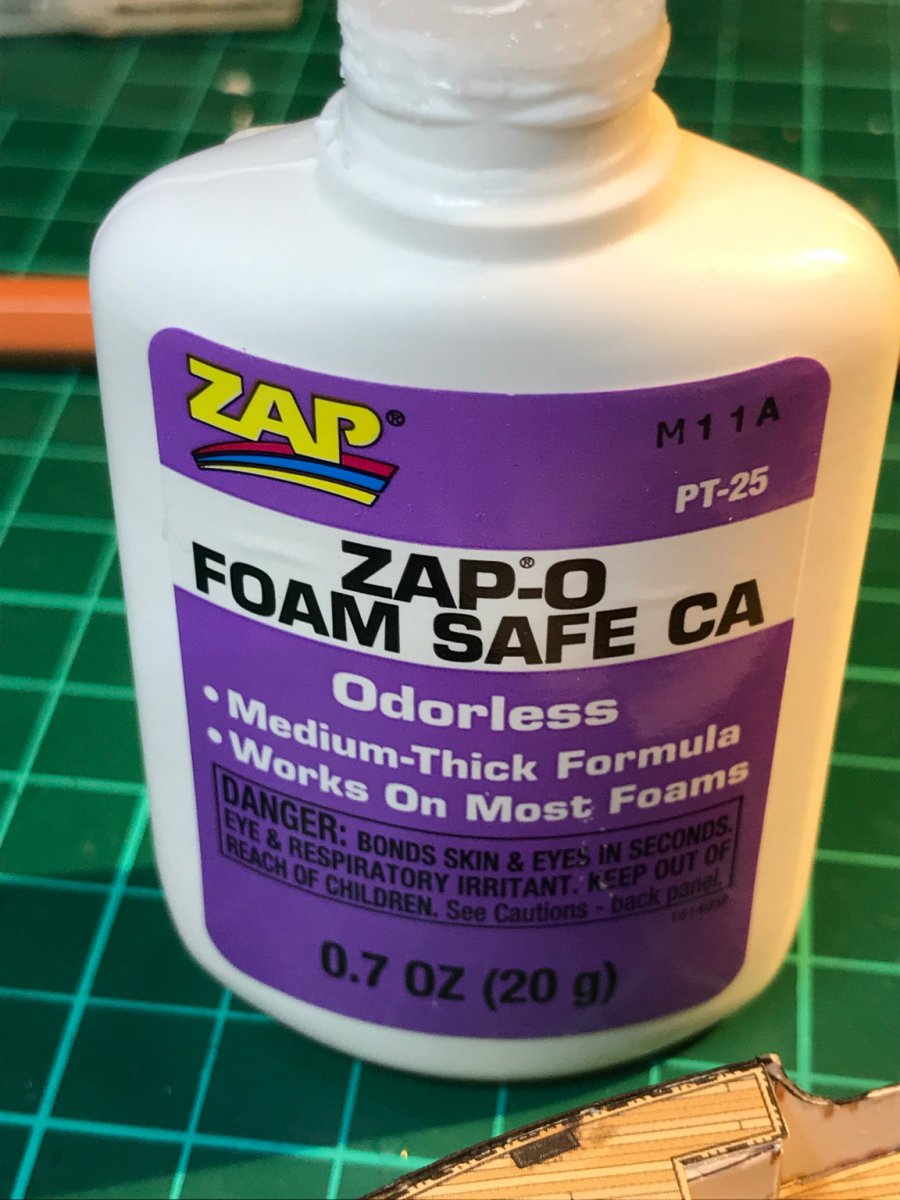 ZAP®
M11A
PT-25
ZAP®-O
FOAM SAFE CA
Odorless
• Medium-Thick Formula
• Works On Most Foams
DANGER: BONDS SKIN & EYES IN SECONDS.
EYE & RESPIRATORY IRRITANT. KEEP OUT OF
REACH OF CHILDREN. See Cautions - back panel.
0.7 OZ (20 g)